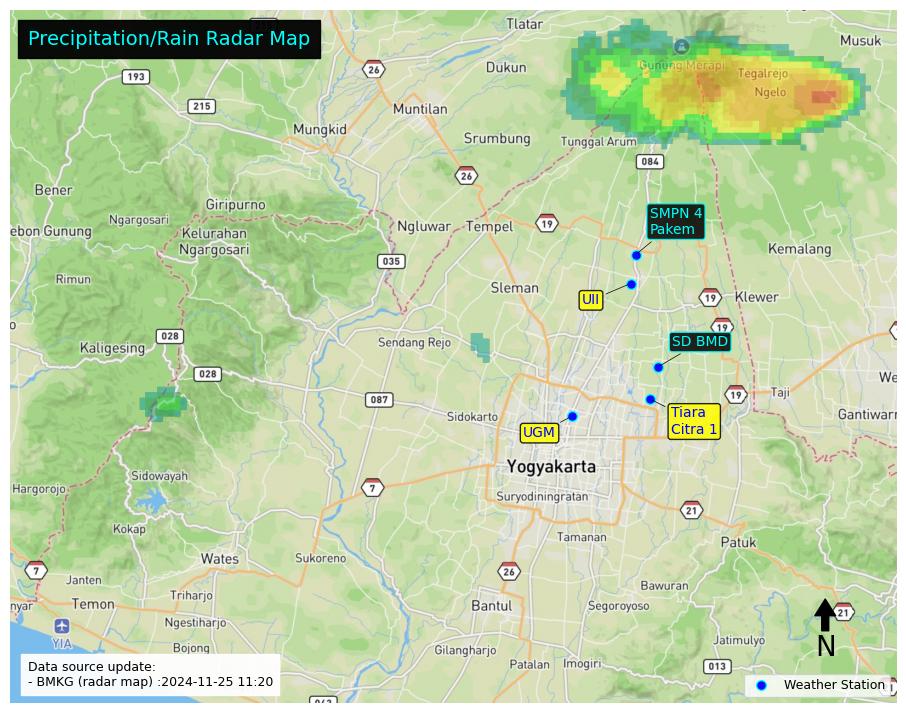 Precipitation/Rain Radar Map
Tlatar
Musuk
26
193
Dukun
Gunung Merapi
Tegalrejo
Ngelo
215
Muntilan
Mungkid
Srumbung
Tunggal Arum
084
26
Bener
Giripurno
Ngargosari
SMPN 4
Pakem
ebon Gunung
Kelurahan
Ngargosari
Ngluwar
Tempel
19
Kemalang
035
Rimun
Sleman
UII
19
Klewer
19
028
Kaligesing
Sendang Rejo
SD BMD
028
We
087
19
Taji
Sidokarto
Tiara
Citra 1
Gantiwarn
UGM
Yogyakarta
Sidowayah
Hargorojo
7
Suryodiningratan
21
Kokap
Tamanan
Patuk
Wates
Sukoreno
7
26
Janten
Bawuran
Triharjo
nyar
Temon
Bantul
Segoroyoso
21
Ngestiharjo
YIA
N
Bojong
Gilangharjo
Jatimulyo
Patalan
Imogiri
013
Data source update:
- BMKG (radar map) :2024-11-25 11:20
Weather Station